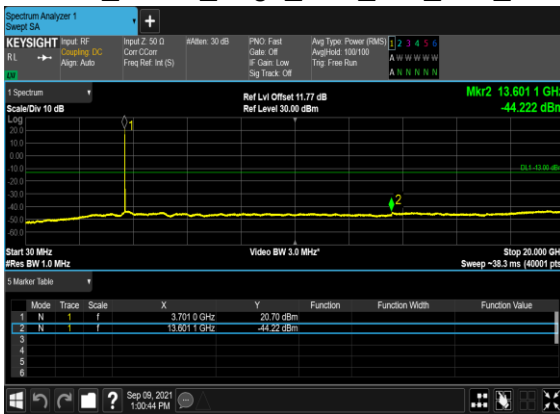 Spectrum Analyzer 1
Swept SA
KEYSIGHT
RL
LV
Input: RF
Coupling: DC
Align: Auto
Input Z: 50 Ω
Corr CCorr
Freq Ref: Int (S)
#Atten: 30 dB
PNO: Fast
Gate: Off
IF Gain: Low
Sig Track: Off
Avg Type: Power (RMS)
Avg|Hold: 100/100
Trig: Free Run
1 2 3 4 5 6
A W W W W W
A N N N N N
1 Spectrum
Scale/Div 10 dB
Ref Lvl Offset 11.77 dB
Ref Level 30.00 dBm
Mkr2 13.601 1 GHz
-44.222 dBm
Log
20.0
10.0
0.00
-10.0
-20.0
-30.0
-40.0
-50.0
-60.0
1
2
DL1 -13.00 dBm
Start 30 MHz
#Res BW 1.0 MHz
Video BW 3.0 MHz*
Stop 20.000 GHz
Sweep ~38.3 ms (40001 pts)
5 Marker Table
Mode Trace Scale X Y Function Function Width Function Value
1 N 1 f 3.701 0 GHz 20.70 dBm
2 N 1 f 13.601 1 GHz -44.22 dBm
3
4
5
6
?
Sep 09, 2021
1:00:44 PM